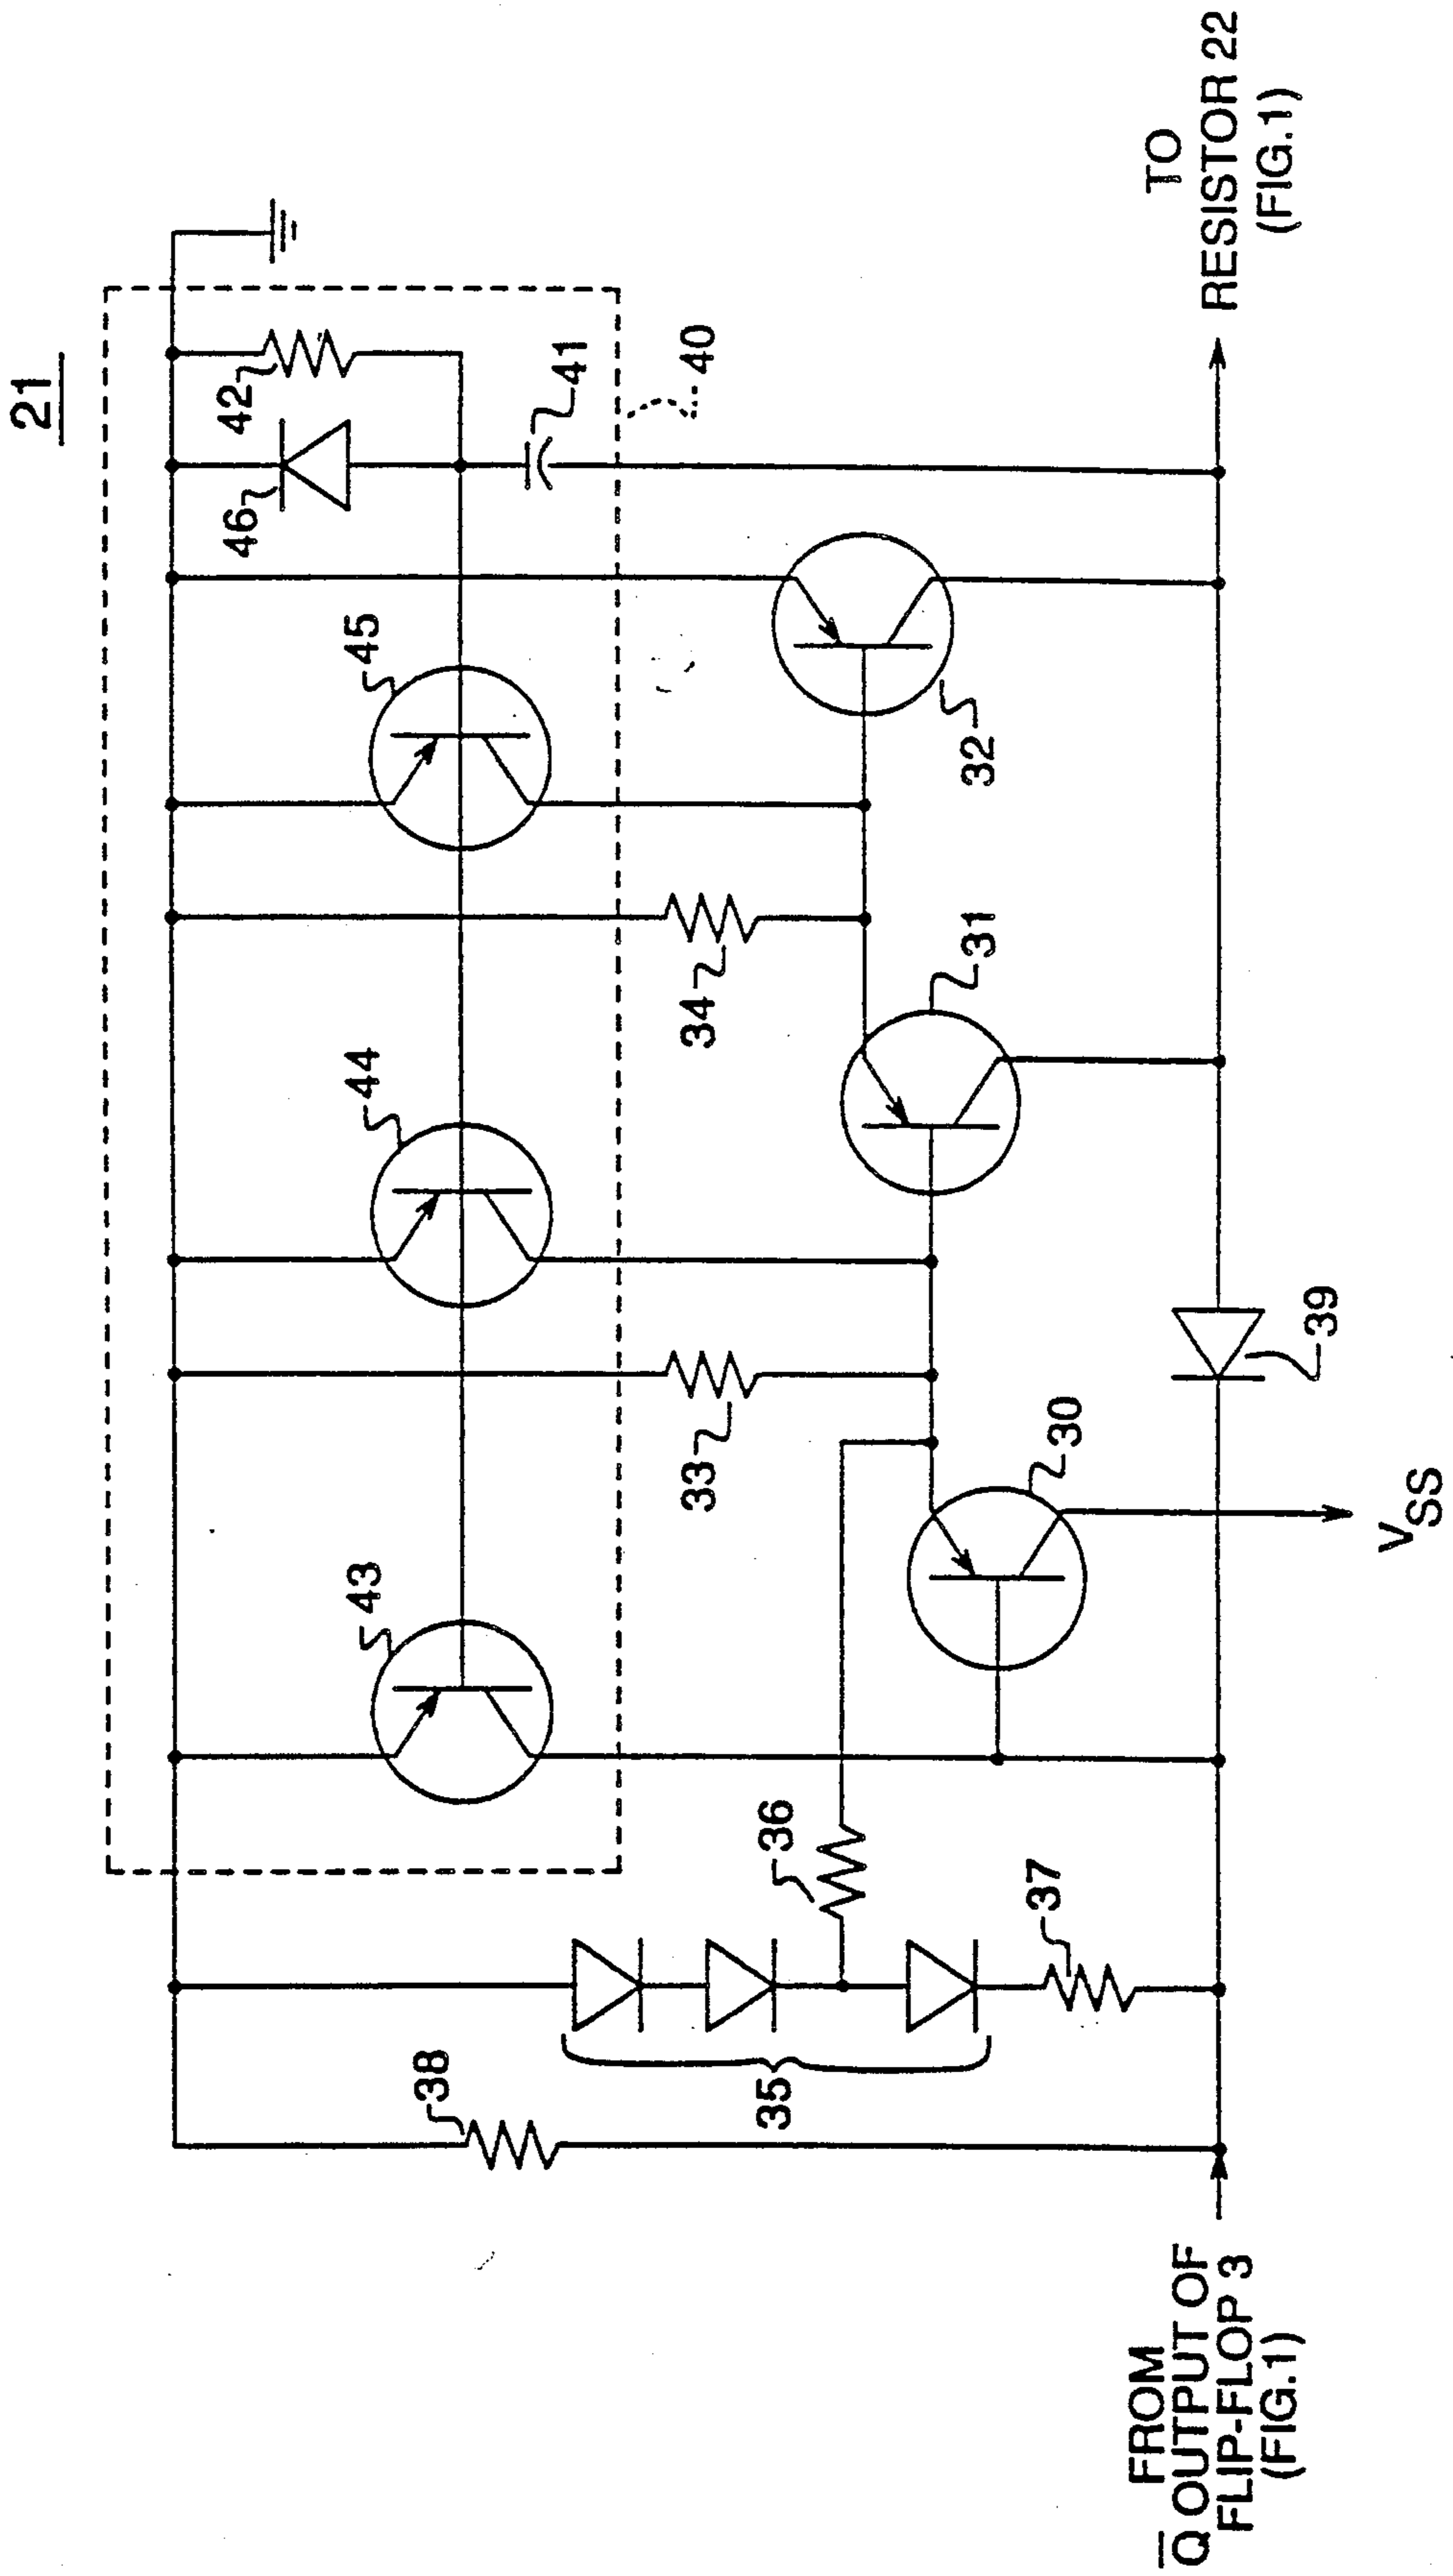 21
38
35
37
36
43
33
30
V
SS
39
44
34
31
45
32
46
42
41
40
FROM
Q̅ OUTPUT OF
FLIP-FLOP 3
(FIG.1)
TO
RESISTOR 22
(FIG.1)